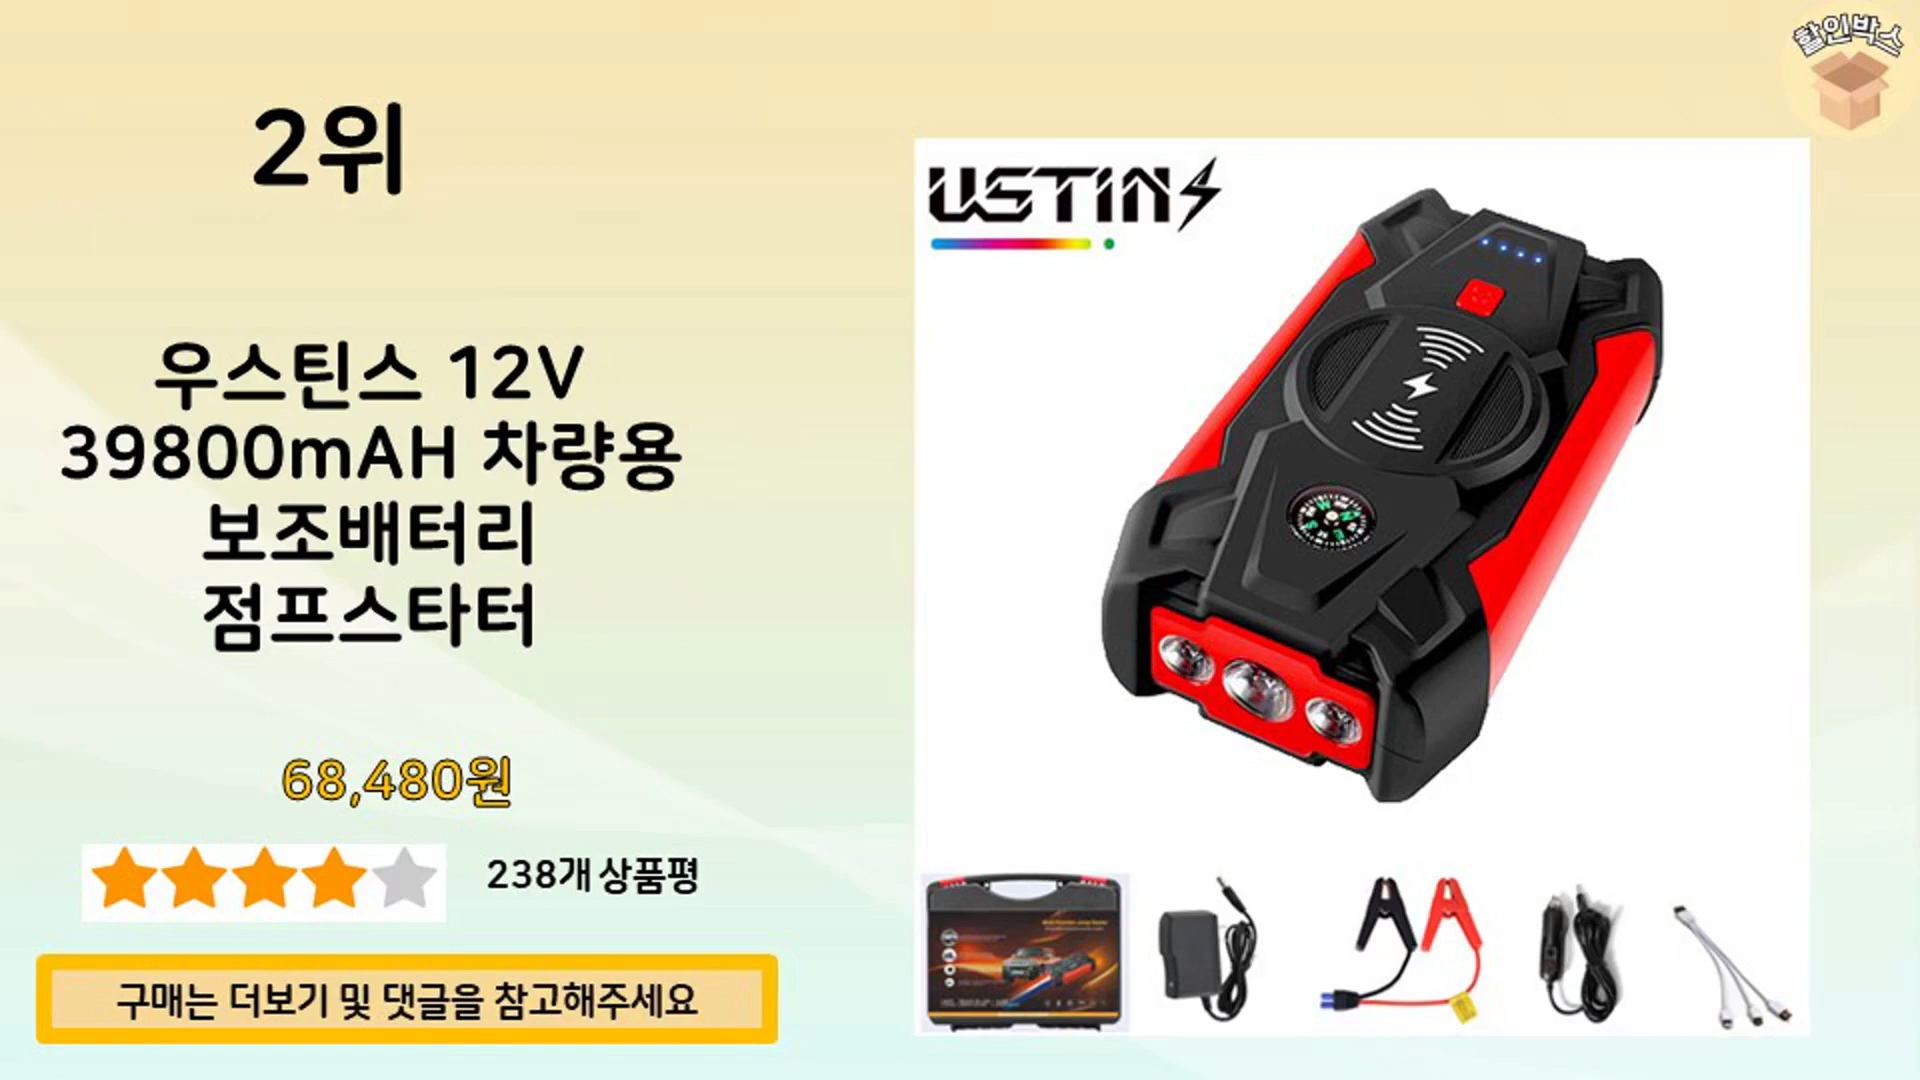 할인박스
2위
USTINS
우스틴스 12V
39800mAH 차량용
보조배터리
점프스타터
68,480원
238개 상품평
구매는 더보기 및 댓글을 참고해주세요